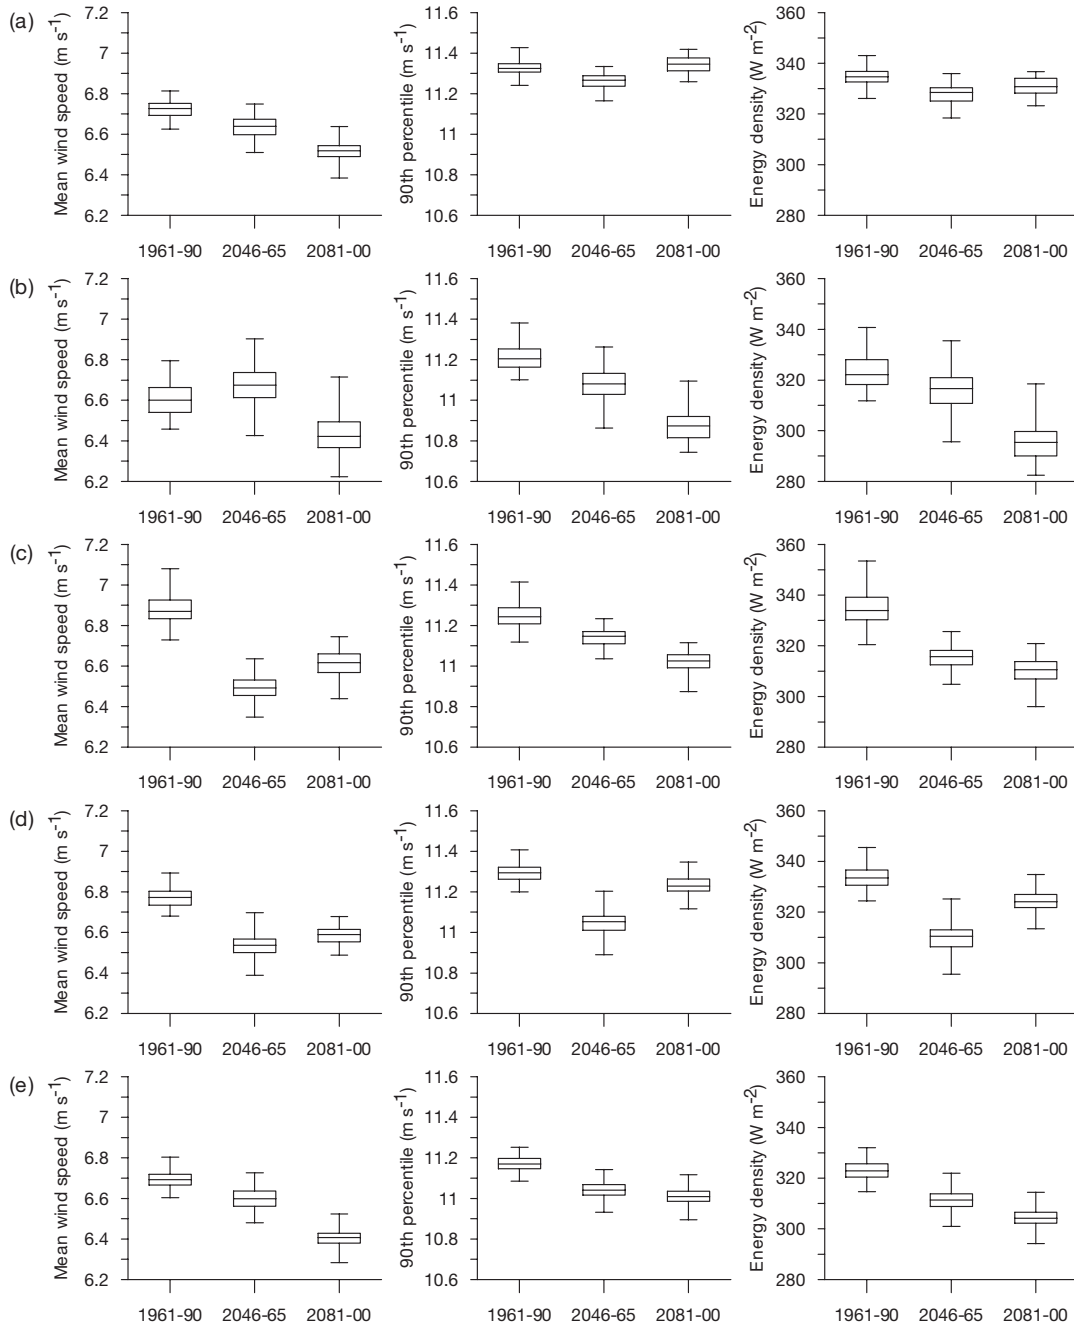 (a)
Mean wind speed (m s-1)
7.2
7
6.8
6.6
6.4
6.2
1961-90 2046-65 2081-00
90th percentile (m s-1)
11.6
11.4
11.2
11
10.8
10.6
1961-90 2046-65 2081-00
Energy density (W m-2)
360
340
320
300
280
1961-90 2046-65 2081-00
(b)
Mean wind speed (m s-1)
7.2
7
6.8
6.6
6.4
6.2
1961-90 2046-65 2081-00
90th percentile (m s-1)
11.6
11.4
11.2
11
10.8
10.6
1961-90 2046-65 2081-00
Energy density (W m-2)
360
340
320
300
280
1961-90 2046-65 2081-00
(c)
Mean wind speed (m s-1)
7.2
7
6.8
6.6
6.4
6.2
1961-90 2046-65 2081-00
90th percentile (m s-1)
11.6
11.4
11.2
11
10.8
10.6
1961-90 2046-65 2081-00
Energy density (W m-2)
360
340
320
300
280
1961-90 2046-65 2081-00
(d)
Mean wind speed (m s-1)
7.2
7
6.8
6.6
6.4
6.2
1961-90 2046-65 2081-00
90th percentile (m s-1)
11.6
11.4
11.2
11
10.8
10.6
1961-90 2046-65 2081-00
Energy density (W m-2)
360
340
320
300
280
1961-90 2046-65 2081-00
(e)
Mean wind speed (m s-1)
7.2
7
6.8
6.6
6.4
6.2
1961-90 2046-65 2081-00
90th percentile (m s-1)
11.6
11.4
11.2
11
10.8
10.6
1961-90 2046-65 2081-00
Energy density (W m-2)
360
340
320
300
280
1961-90 2046-65 2081-00